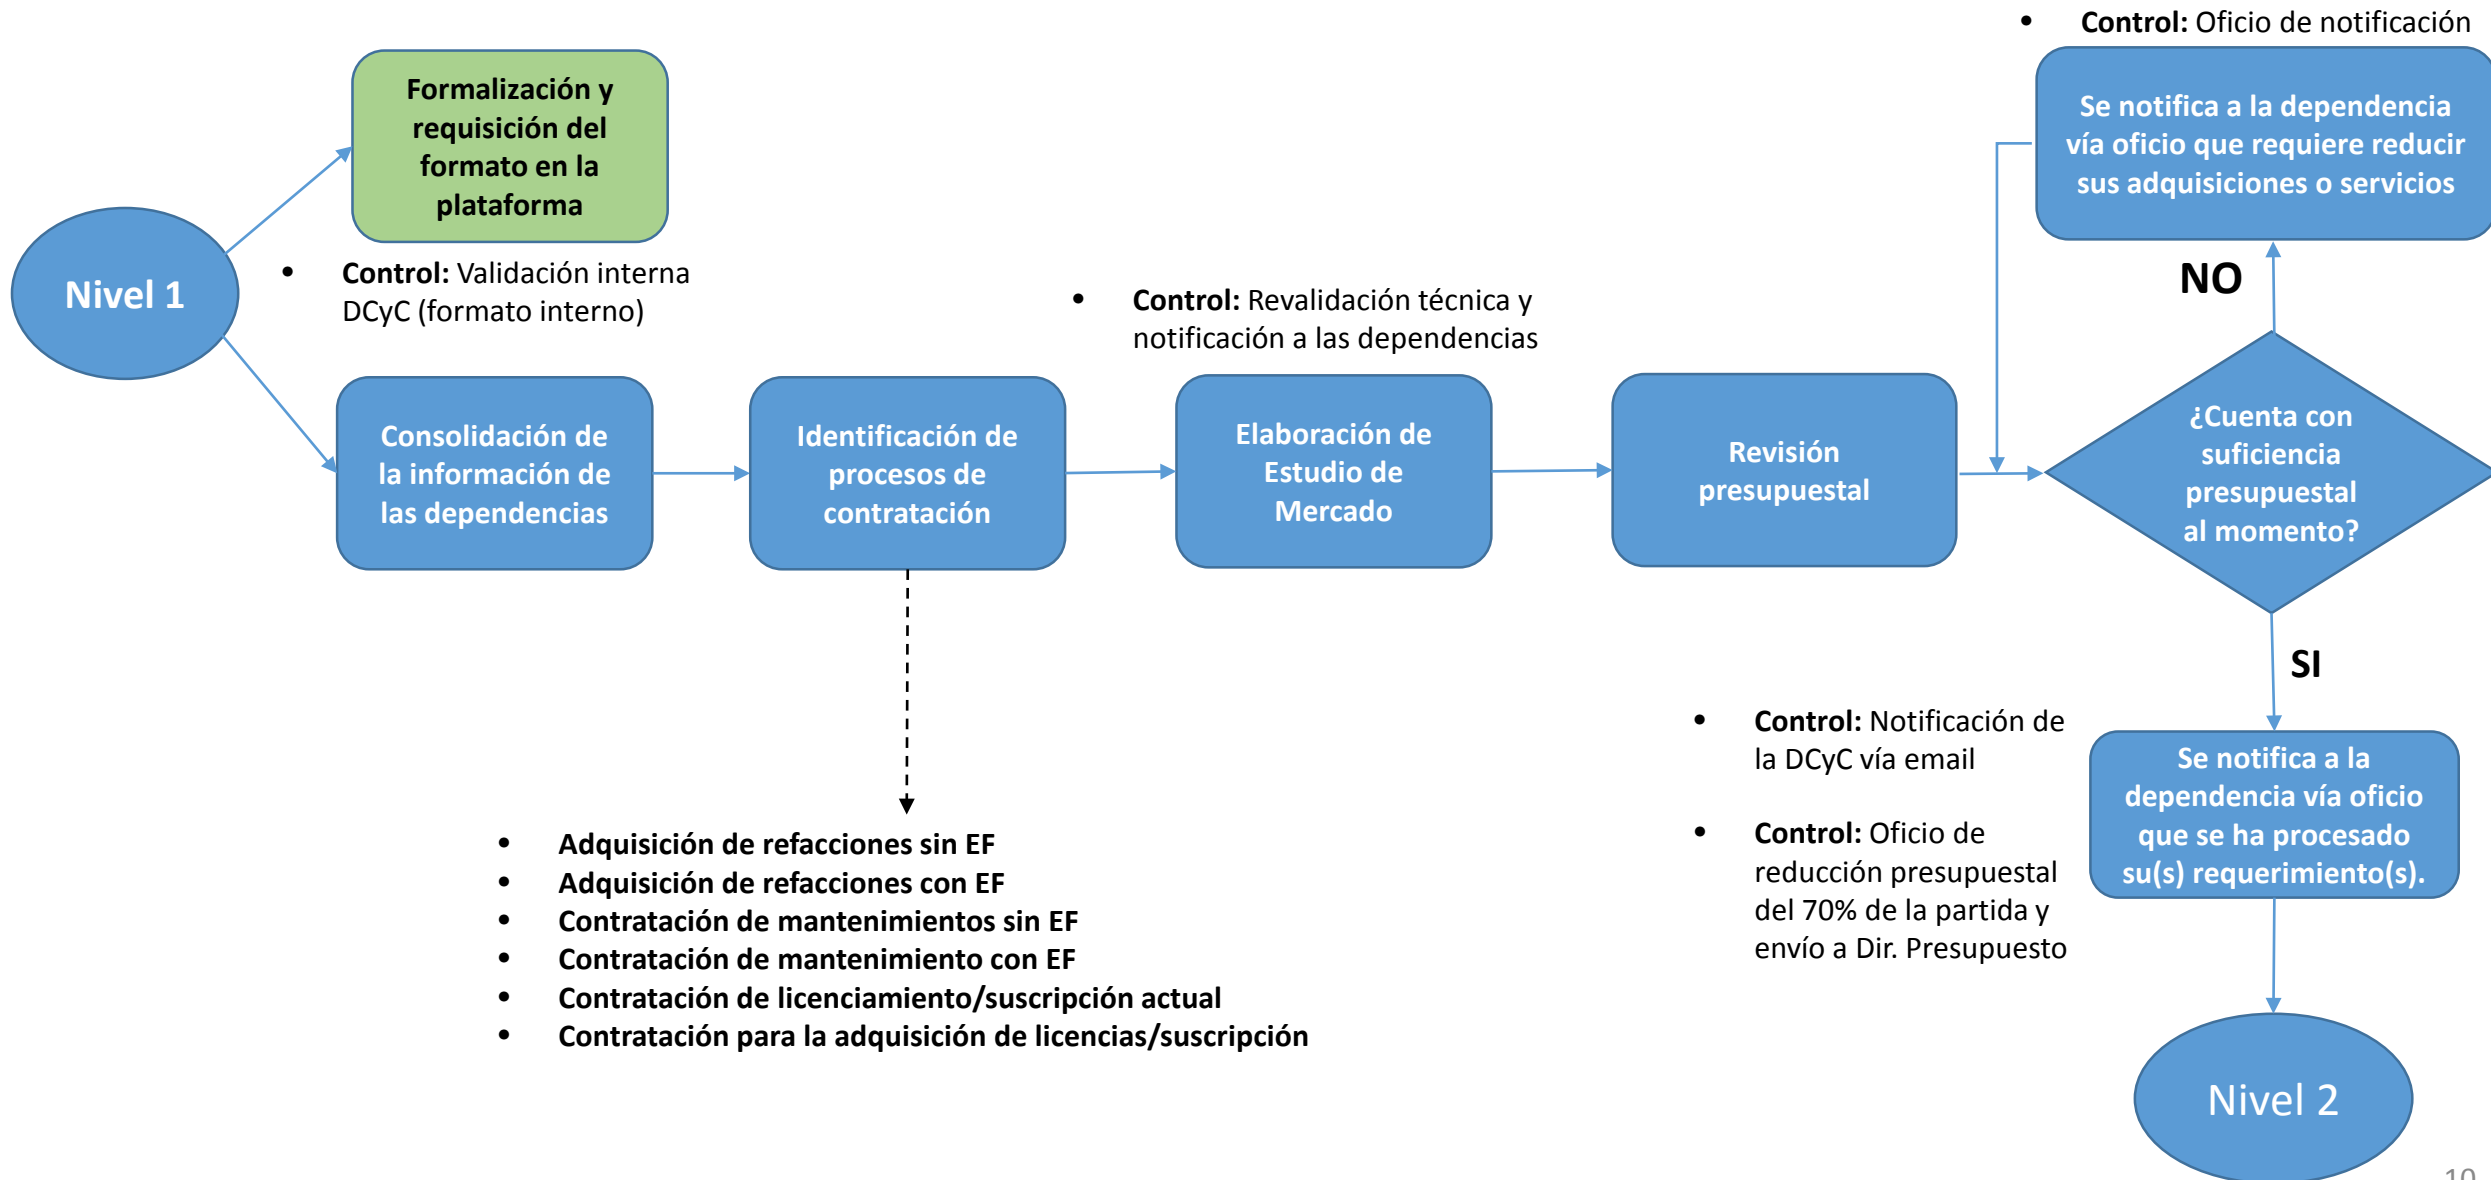 • Control: Oficio de notificación
Formalización y
requisición del
formato en la
plataforma
Se notifica a la dependencia
vía oficio que requiere reducir
sus adquisiciones o servicios
Nivel 1
• Control: Validación interna
DCyC (formato interno)
• Control: Revalidación técnica y
notificación a las dependencias
NO
Consolidación de
la información de
las dependencias
Identificación de
procesos de
contratación
Elaboración de
Estudio de
Mercado
Revisión
presupuestal
¿Cuenta con
suficiencia
presupuestal
al momento?
SI
• Control: Notificación de
la DCyC vía email
• Control: Oficio de
reducción presupuestal
del 70% de la partida y
envío a Dir. Presupuesto
Se notifica a la
dependencia vía oficio
que se ha procesado
su(s) requerimiento(s).
• Adquisición de refacciones sin EF
• Adquisición de refacciones con EF
• Contratación de mantenimientos sin EF
• Contratación de mantenimiento con EF
• Contratación de licenciamiento/suscripción actual
• Contratación para la adquisición de licencias/suscripción
Nivel 2
10